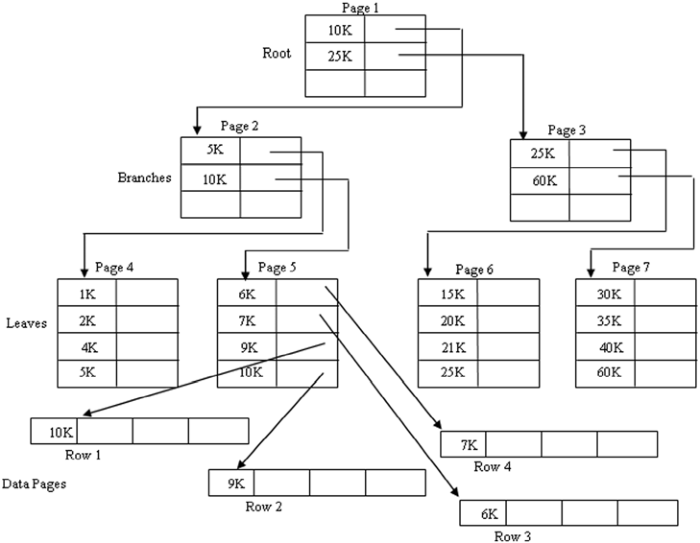 Page 1
10K
Root
25K
Page 2
Page 3
5K
25K
Branches
10K
60K
Page 4
Page 5
Page 6
Page 7
1K
6K
15K
30K
2K
7K
20K
35K
Leaves
4K
9K
21K
40K
5K
10K
25K
60K
10K
7K
Row 1
Row 4
Data Pages
9K
Row 2
6K
Row 3